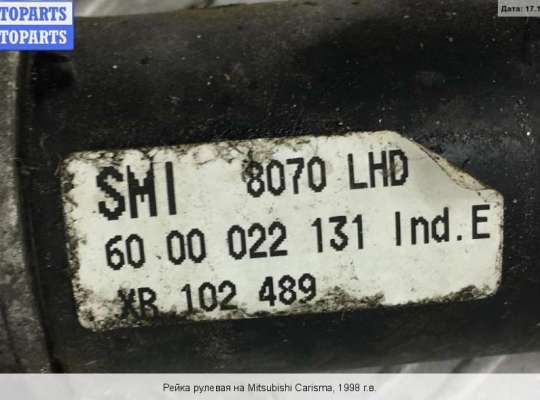 TOPARTS
TOPARTS
Дата: 17.1
SMI 8070 LHD
60 00 022 131 Ind.E
XR 102 489
Рейка рулевая на Mitsubishi Carisma, 1998 г.в.